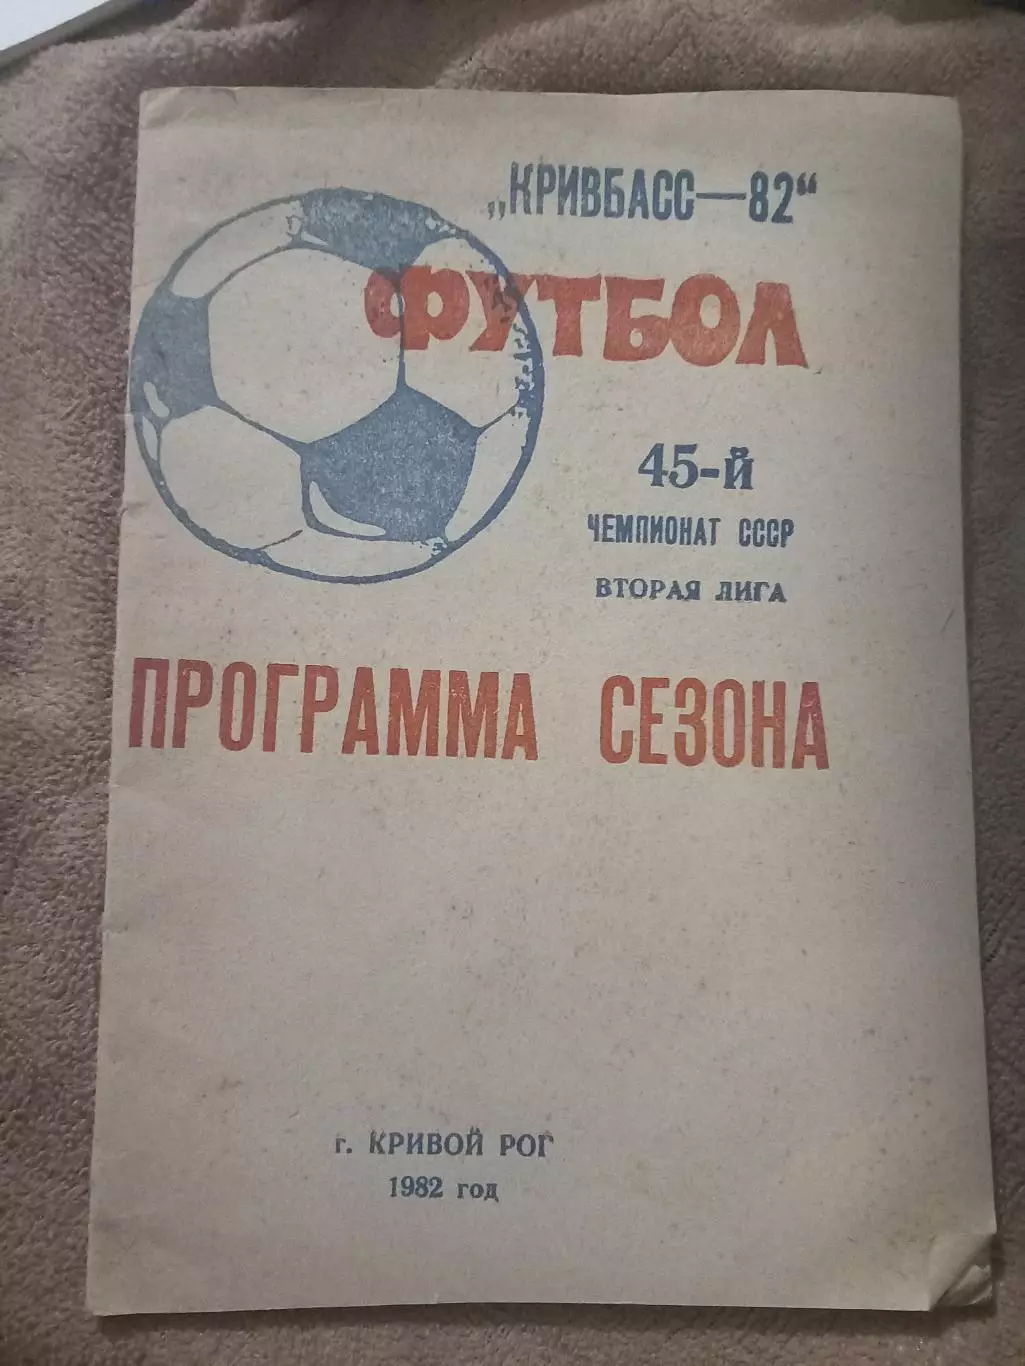 „КРИВБАСС—82“
ФУТБОЛ
45-й
ЧЕМПИОНАТ СССР
ВТОРАЯ ЛИГА
ПРОГРАММА СЕЗОНА
г. КРИВОЙ РОГ
1982 год